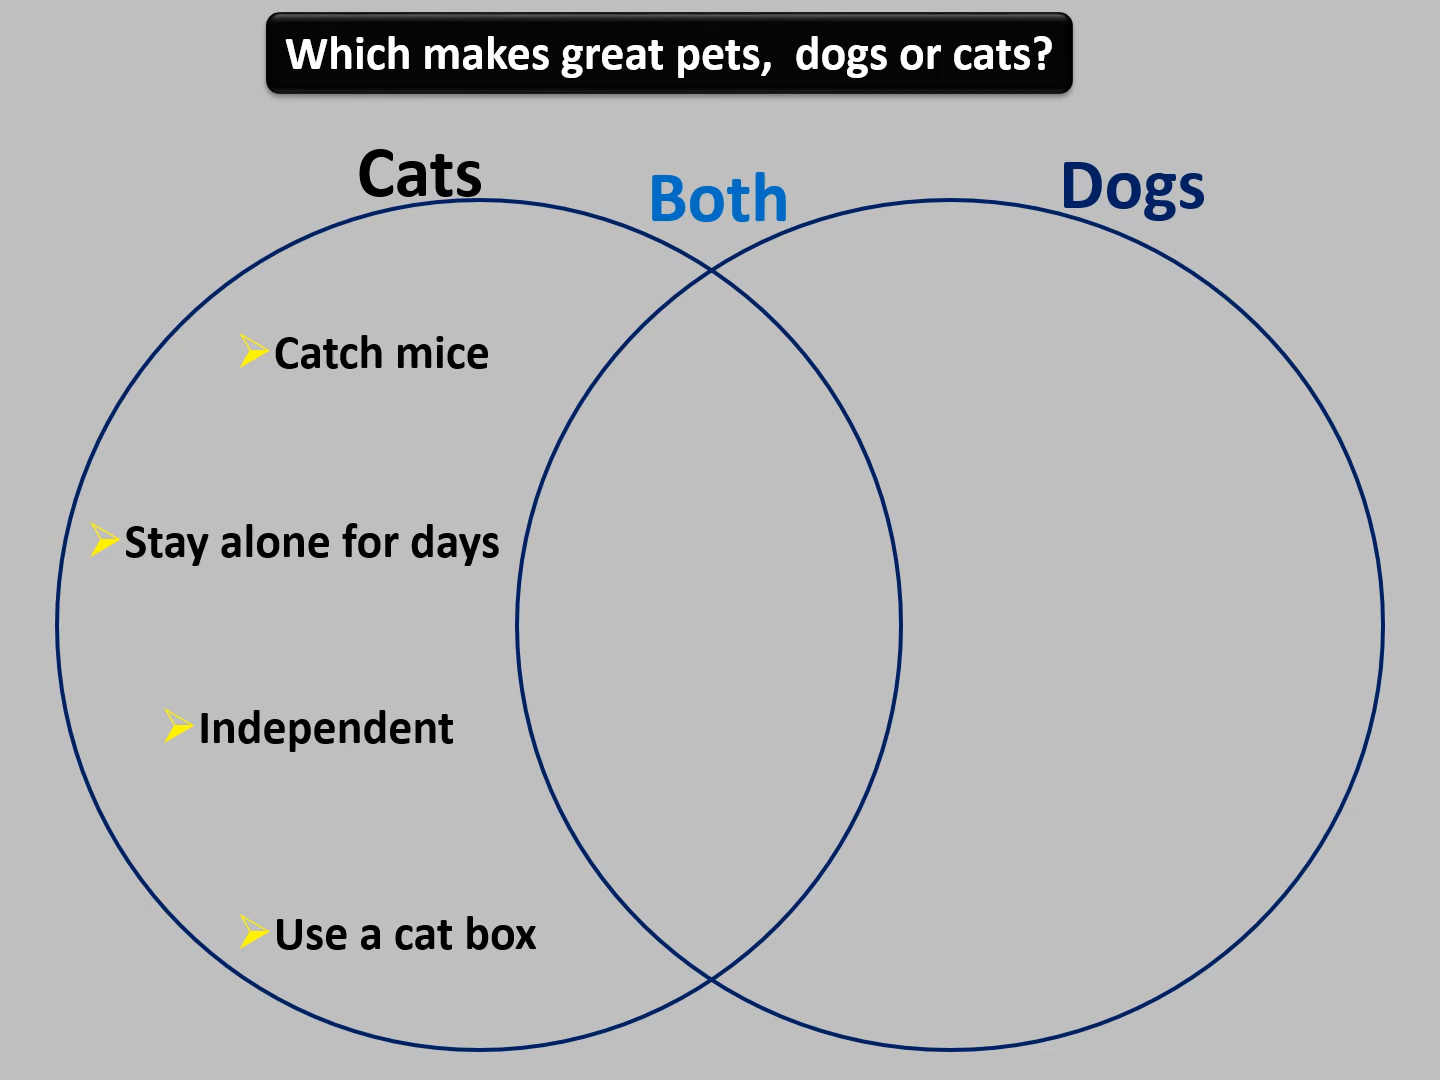 Which makes great pets,  dogs or cats?
Cats
Both
Dogs
Catch mice
Stay alone for days
Independent
Use a cat box